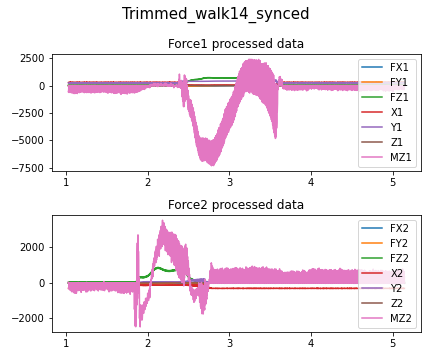 Trimmed_walk14_synced
Force1 processed data
2500
0
−2500
−5000
−7500
1 2 3 4 5
FX1
FY1
FZ1
X1
Y1
Z1
MZ1
Force2 processed data
2000
0
−2000
1 2 3 4 5
FX2
FY2
FZ2
X2
Y2
Z2
MZ2